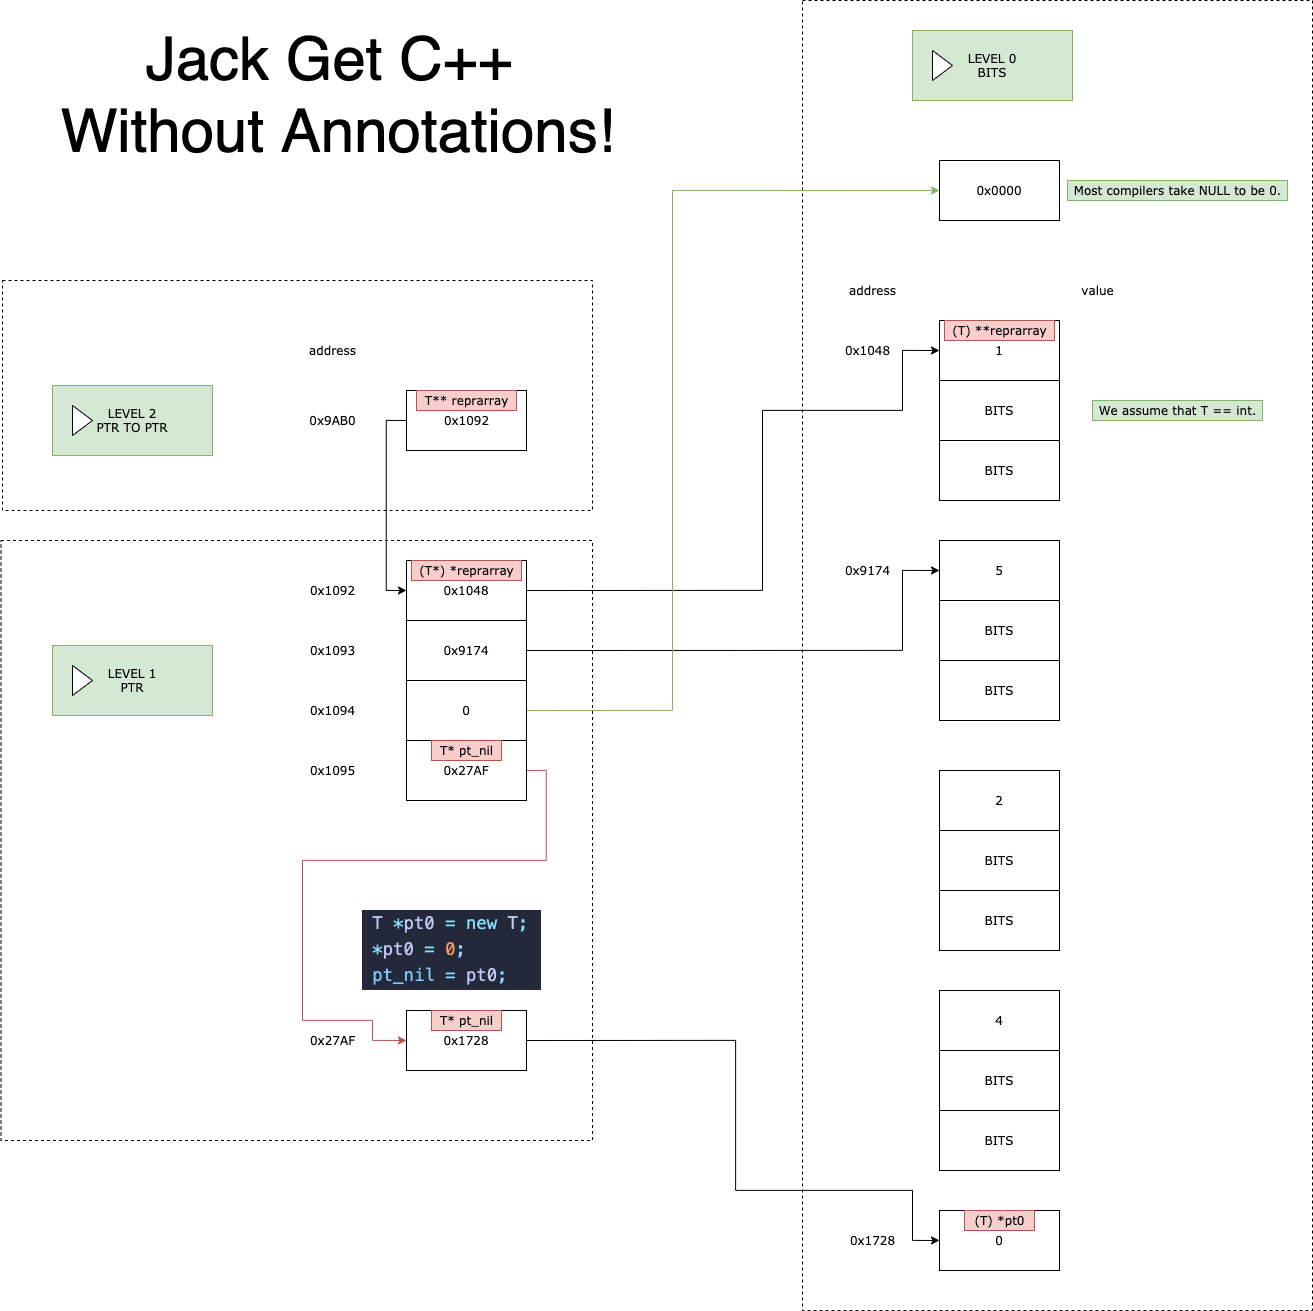 Jack Get C++
Without Annotations!
LEVEL 0
BITS
0x0000
Most compilers take NULL to be 0.
address
value
(T) **reprarray
0x1048
1
BITS
We assume that T == int.
BITS
address
LEVEL 2
PTR TO PTR
0x9AB0
T** reprarray
0x1092
0x9174
5
BITS
BITS
LEVEL 1
PTR
0x1092
(T*) *reprarray
0x1048
0x1093
0x9174
0x1094
0
0x1095
T* pt_nil
0x27AF
2
BITS
BITS
T *pt0 = new T;
*pt0 = 0;
pt_nil = pt0;
0x27AF
T* pt_nil
0x1728
4
BITS
BITS
0x1728
(T) *pt0
0